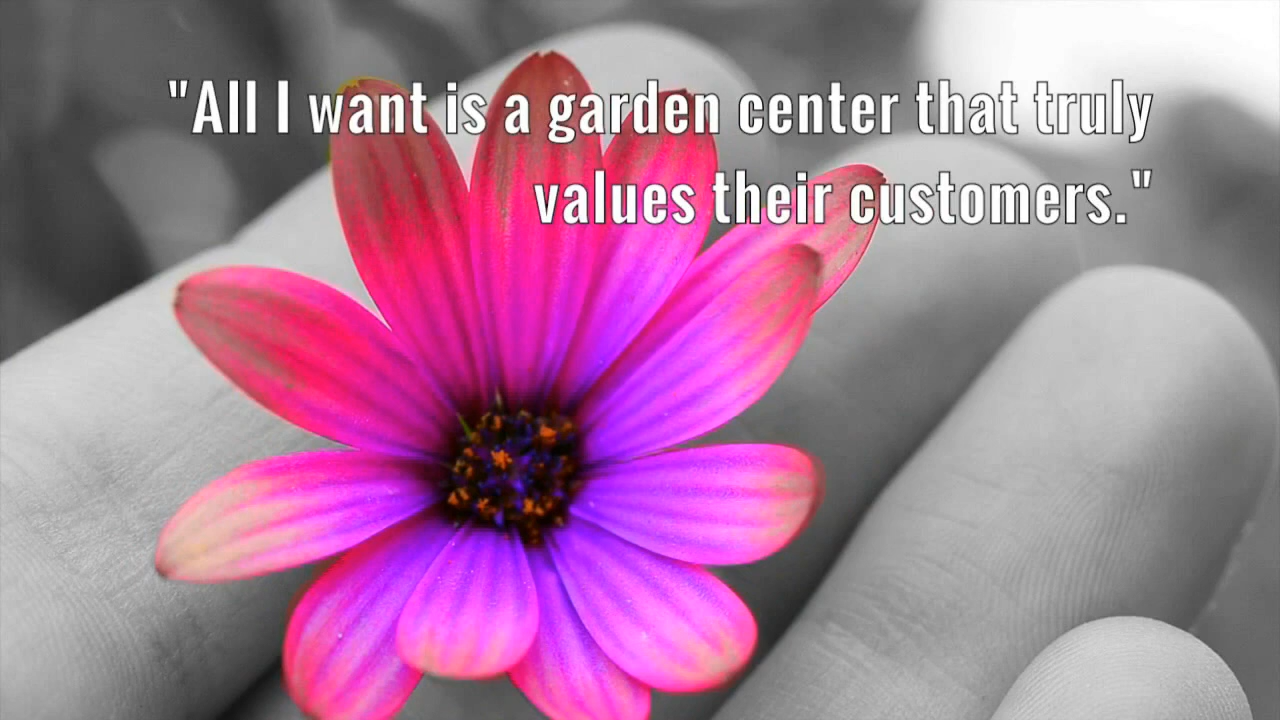 "All I want is a garden center that truly
values their customers."